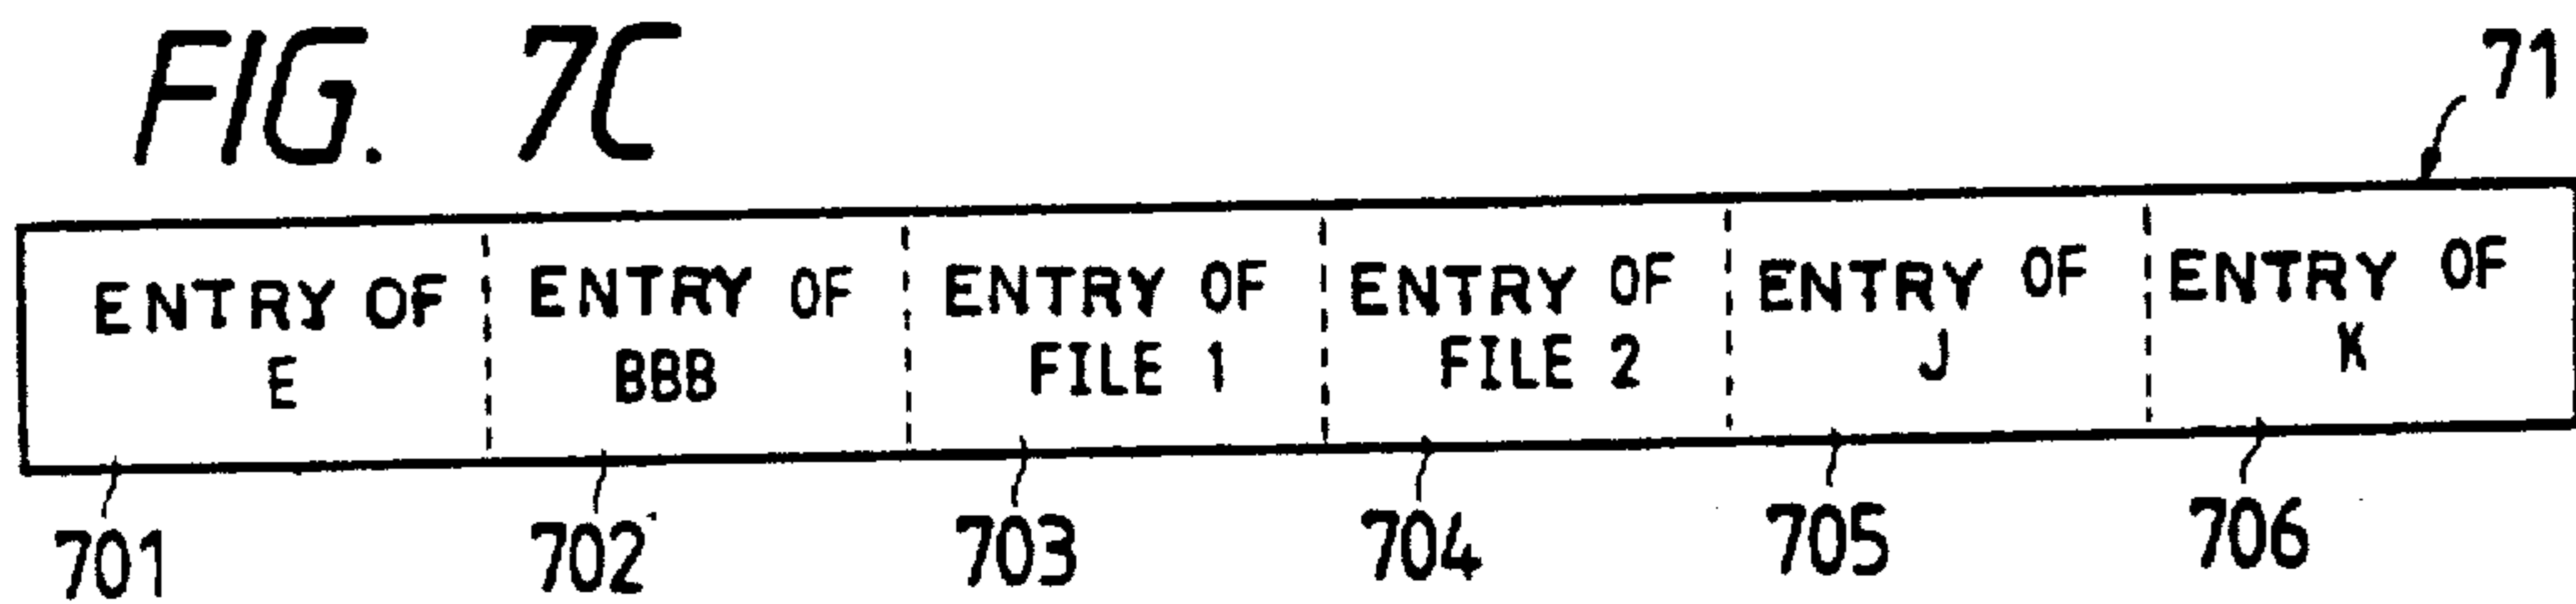 FIG. 7C
71
ENTRY OF
E
ENTRY OF
BBB
ENTRY OF
FILE 1
ENTRY OF
FILE 2
ENTRY OF
J
ENTRY OF
K
701
702
703
704
705
706